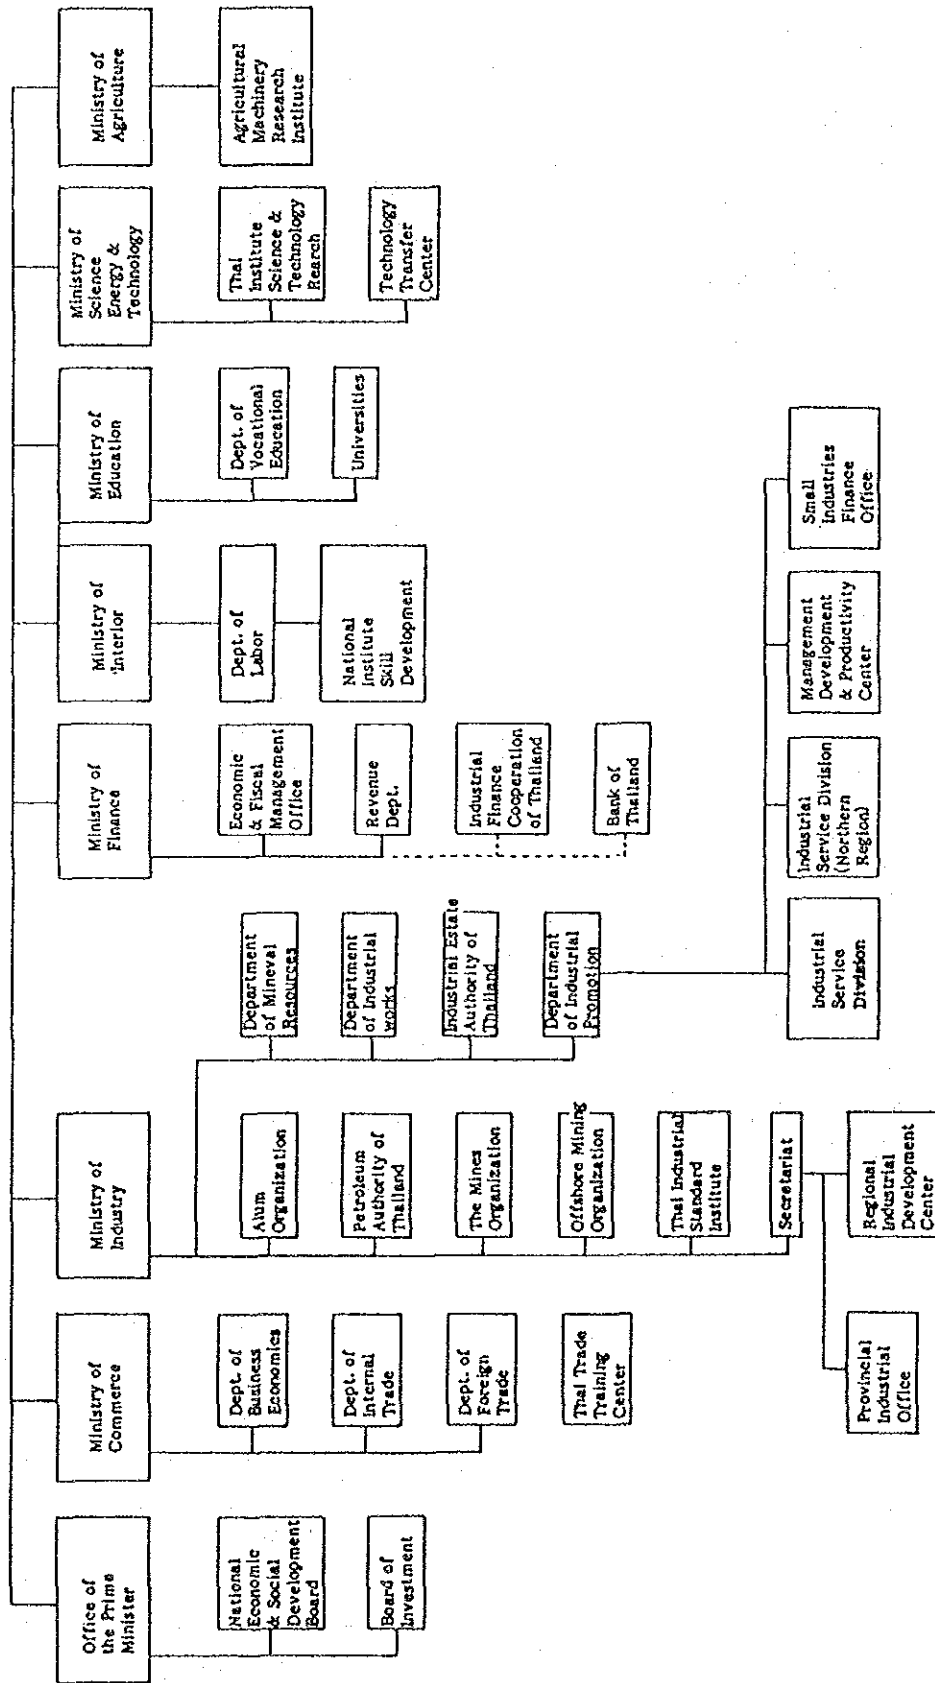 Office of
the Prime
Minister
National
Economic
& Social
Development
Board
Board of
Investment
Ministry of
Commerce
Dept. of
Business
Economics
Dept. of
Internal
Trade
Dept. of
Foreign
Trade
Thai Trade
Training
Center
Ministry of
Industry
Alum
Organization
Petroleum
Authority of
Thailand
The Mines
Organization
Offshore Mining
Organization
Thai Industrial
Standard
Institute
Secretariat
Provincial
Industrial
Office
Regional
Industrial
Development
Center
Department
of Mineval
Resources
Department
of Industrial
works
Industrial Estate
Authority of
Thailand
Department
of Industrial
Promotion
Industrial
Service
Division
Industrial
Service Division
(Northern
Region)
Management
Development
& Productivity
Center
Small
Industries
Finance
Office
Ministry of
Finance
Economic
& Fiscal
Management
Office
Revenue
Dept.
Industrial
Finance
Cooperation
of Thailand
Bank of
Thailand
Ministry of
Interior
Dept. of
Labor
National
Institute
Skill
Development
Ministry of
Education
Dept. of
Vocational
Education
Universities
Ministry of
Science
Energy &
Technology
Thai
Institute
Science &
Technology
Rearch
Technology
Transfer
Center
Ministry of
Agriculture
Agricultural
Machinery
Research
Institute